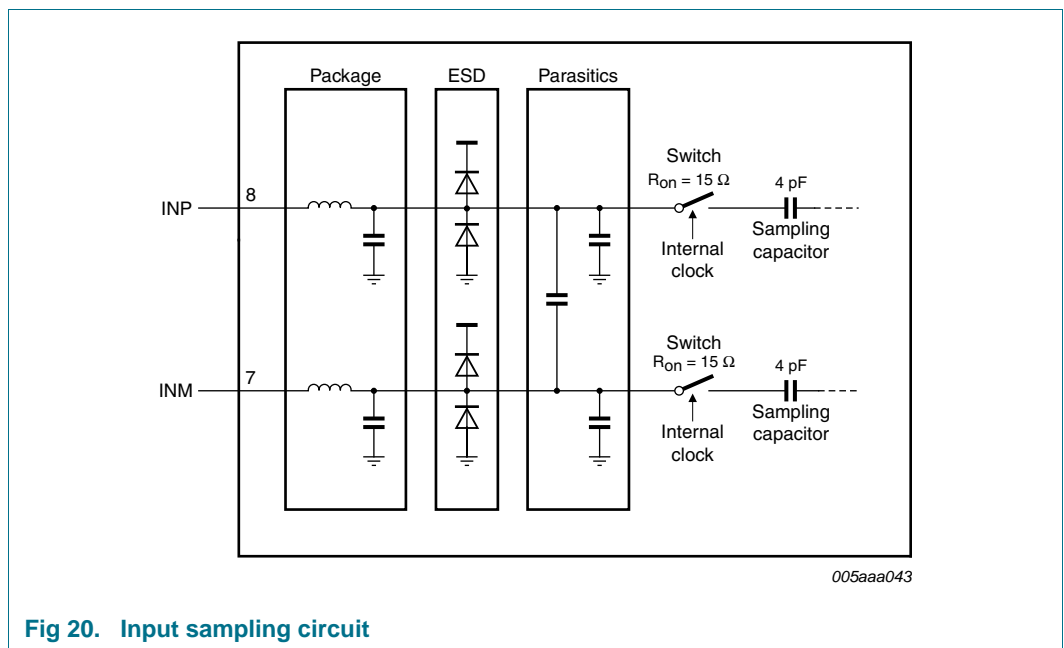 Package ESD Parasitics
Switch
Ron = 15 Ω
4 pF
8
INP
Internal
clock
Sampling
capacitor
Switch
Ron = 15 Ω
4 pF
7
INM
Internal
clock
Sampling
capacitor
005aaa043
Fig 20. Input sampling circuit